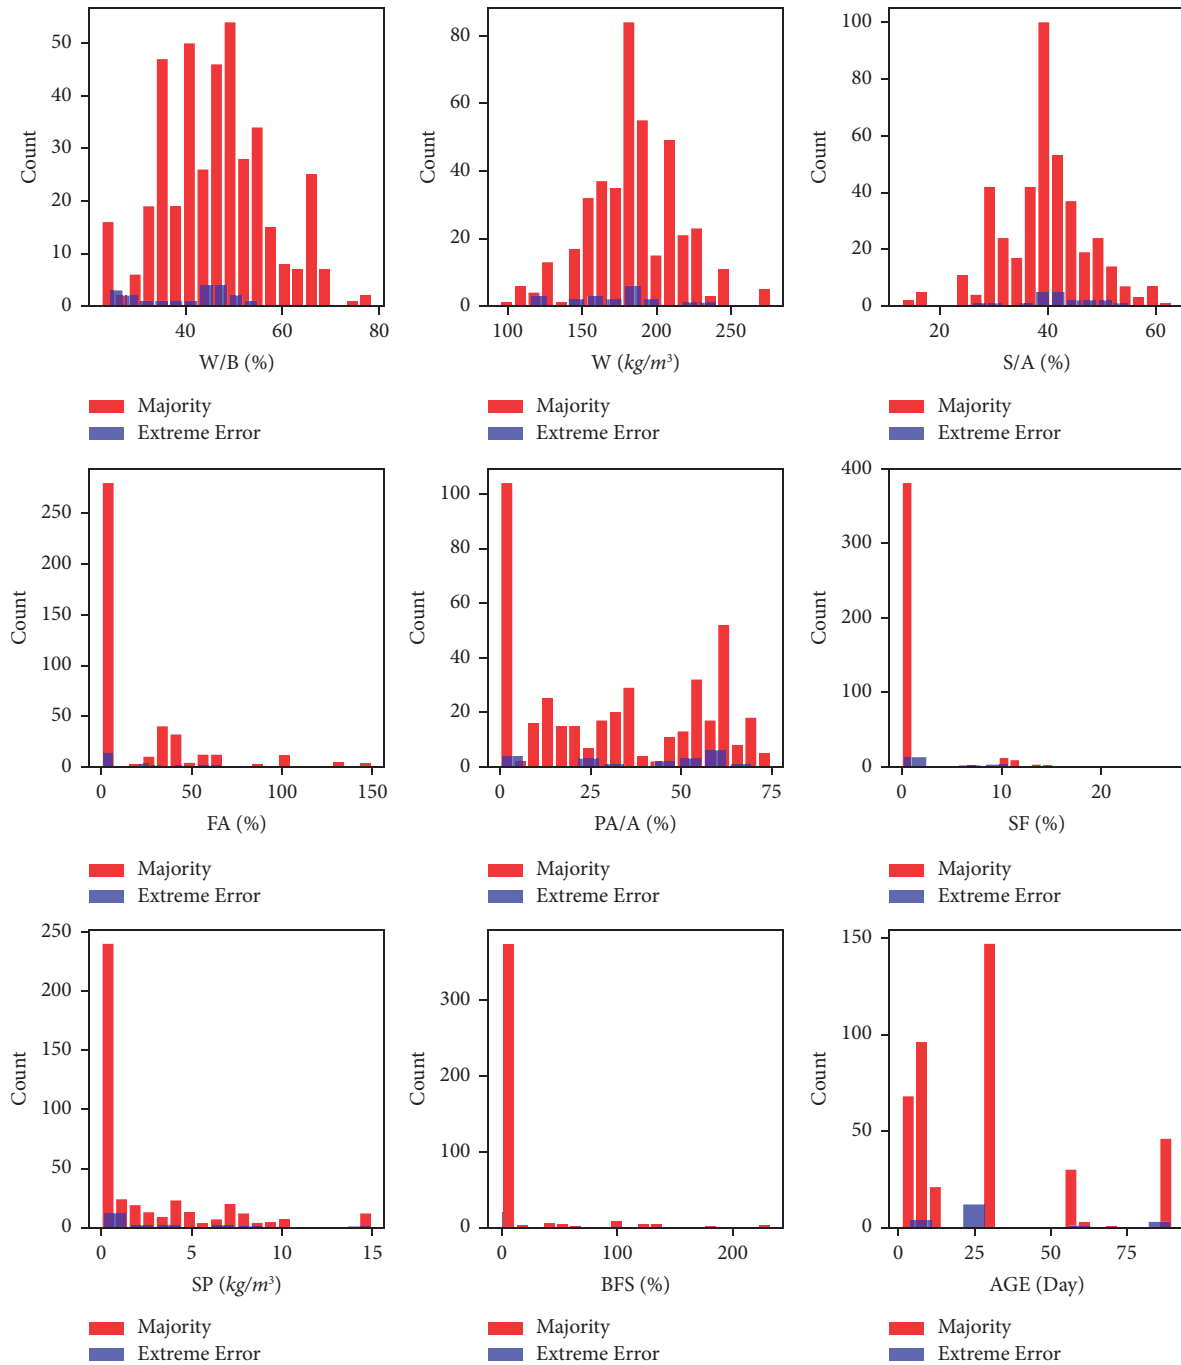 50
40
30
20
10
0
Count
40
60
80
W/B (%)
Majority
Extreme Error
80
60
40
20
0
Count
100
150
200
250
W (kg/m³)
Majority
Extreme Error
100
80
60
40
20
0
Count
20
40
60
S/A (%)
Majority
Extreme Error
250
200
150
100
50
0
Count
0
50
100
150
FA (%)
Majority
Extreme Error
100
80
60
40
20
0
Count
0
25
50
75
PA/A (%)
Majority
Extreme Error
400
300
200
100
0
Count
0
10
20
SF (%)
Majority
Extreme Error
250
200
150
100
50
0
Count
0
5
10
15
SP (kg/m³)
Majority
Extreme Error
300
200
100
0
Count
0
100
200
BFS (%)
Majority
Extreme Error
150
100
50
0
Count
0
25
50
75
AGE (Day)
Majority
Extreme Error